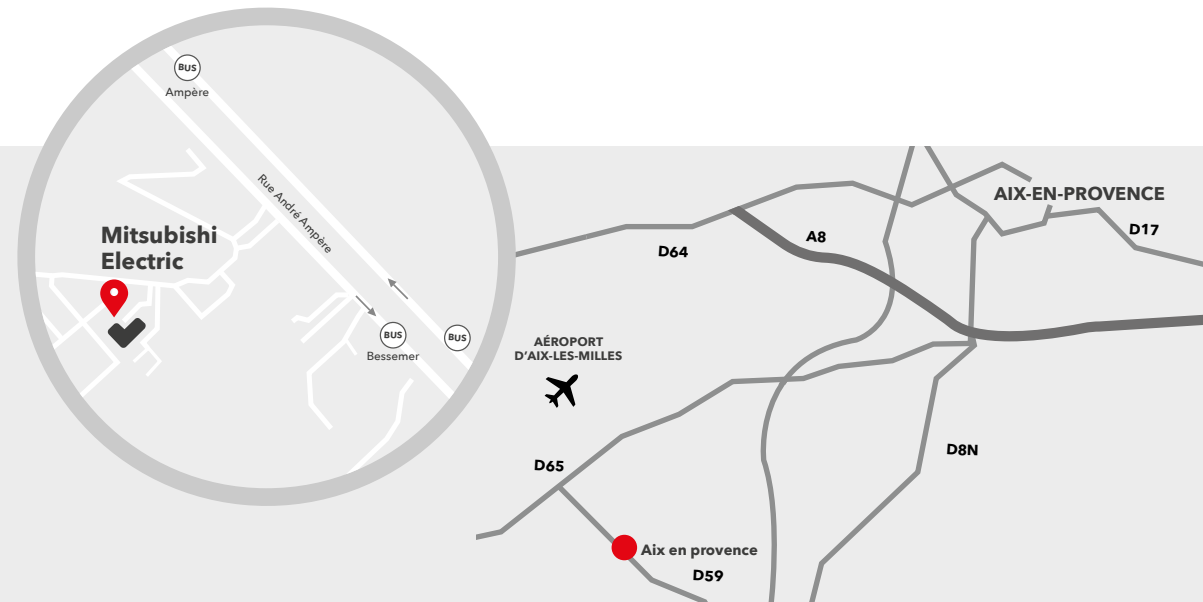 BUS
Ampère
Rue André Ampère
Mitsubishi
Electric
BUS
Bessemer
BUS
AIX-EN-PROVENCE
D17
A8
D64
AÉROPORT
D'AIX-LES-MILLES
D8N
D65
Aix en provence
D59